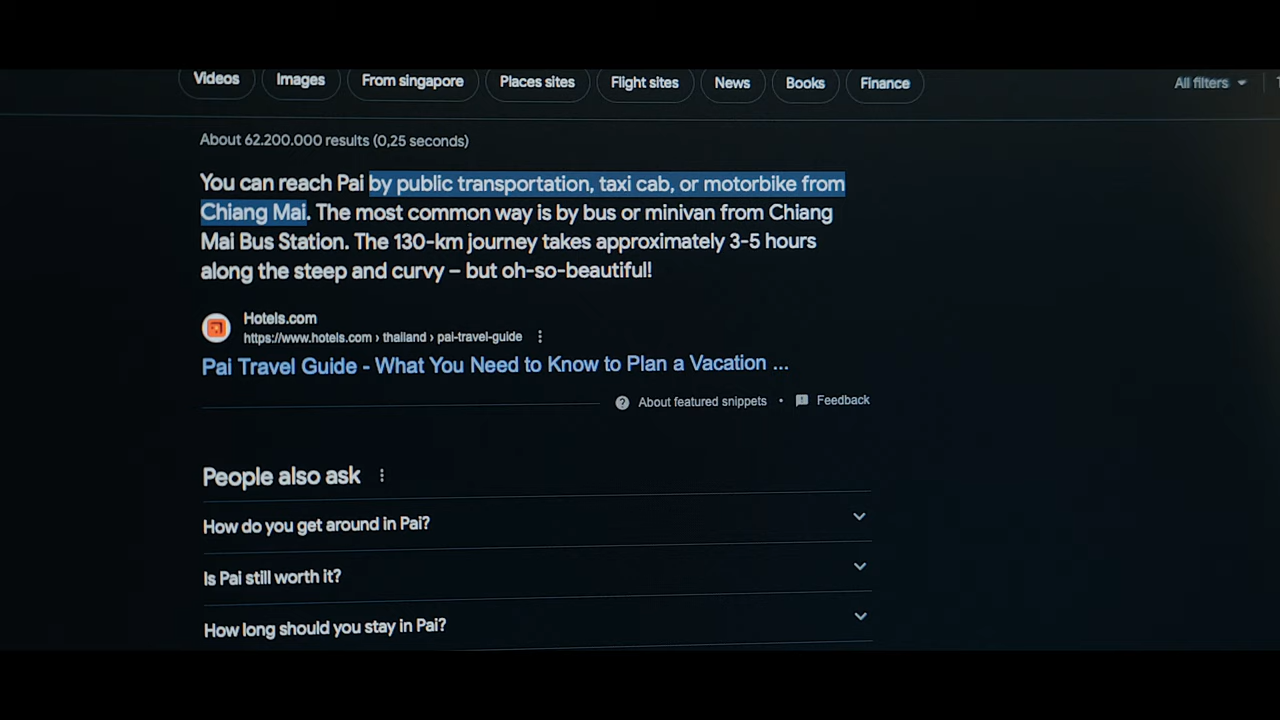 Videos Images From singapore Places sites Flight sites News Books Finance All filters
About 62.200.000 results (0,25 seconds)
You can reach Pai by public transportation, taxi cab, or motorbike from
Chiang Mai. The most common way is by bus or minivan from Chiang
Mai Bus Station. The 130-km journey takes approximately 3-5 hours
along the steep and curvy – but oh-so-beautiful!
Hotels.com
https://www.hotels.com › thailand › pai-travel-guide
Pai Travel Guide - What You Need to Know to Plan a Vacation ...
About featured snippets • Feedback
People also ask
How do you get around in Pai?
Is Pai still worth it?
How long should you stay in Pai?